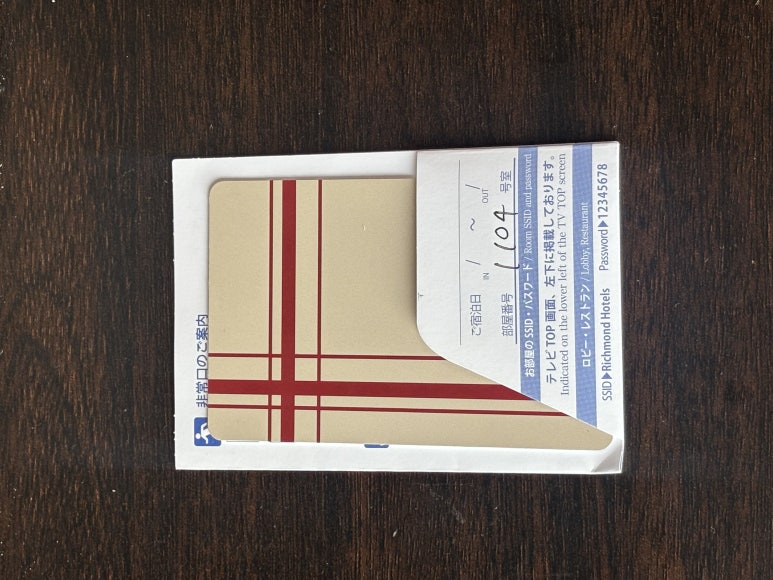 非常口のご案内
ご宿泊日 IN / ～ / OUT
部屋番号 1104 号室
お部屋のSSID・パスワード / Room SSID and password
テレビTOP画面、左下に掲載しております。
Indicated on the lower left of the TV TOP screen
ロビー・レストラン / Lobby, Restaurant
SSID▶Richmond Hotels Password▶12345678